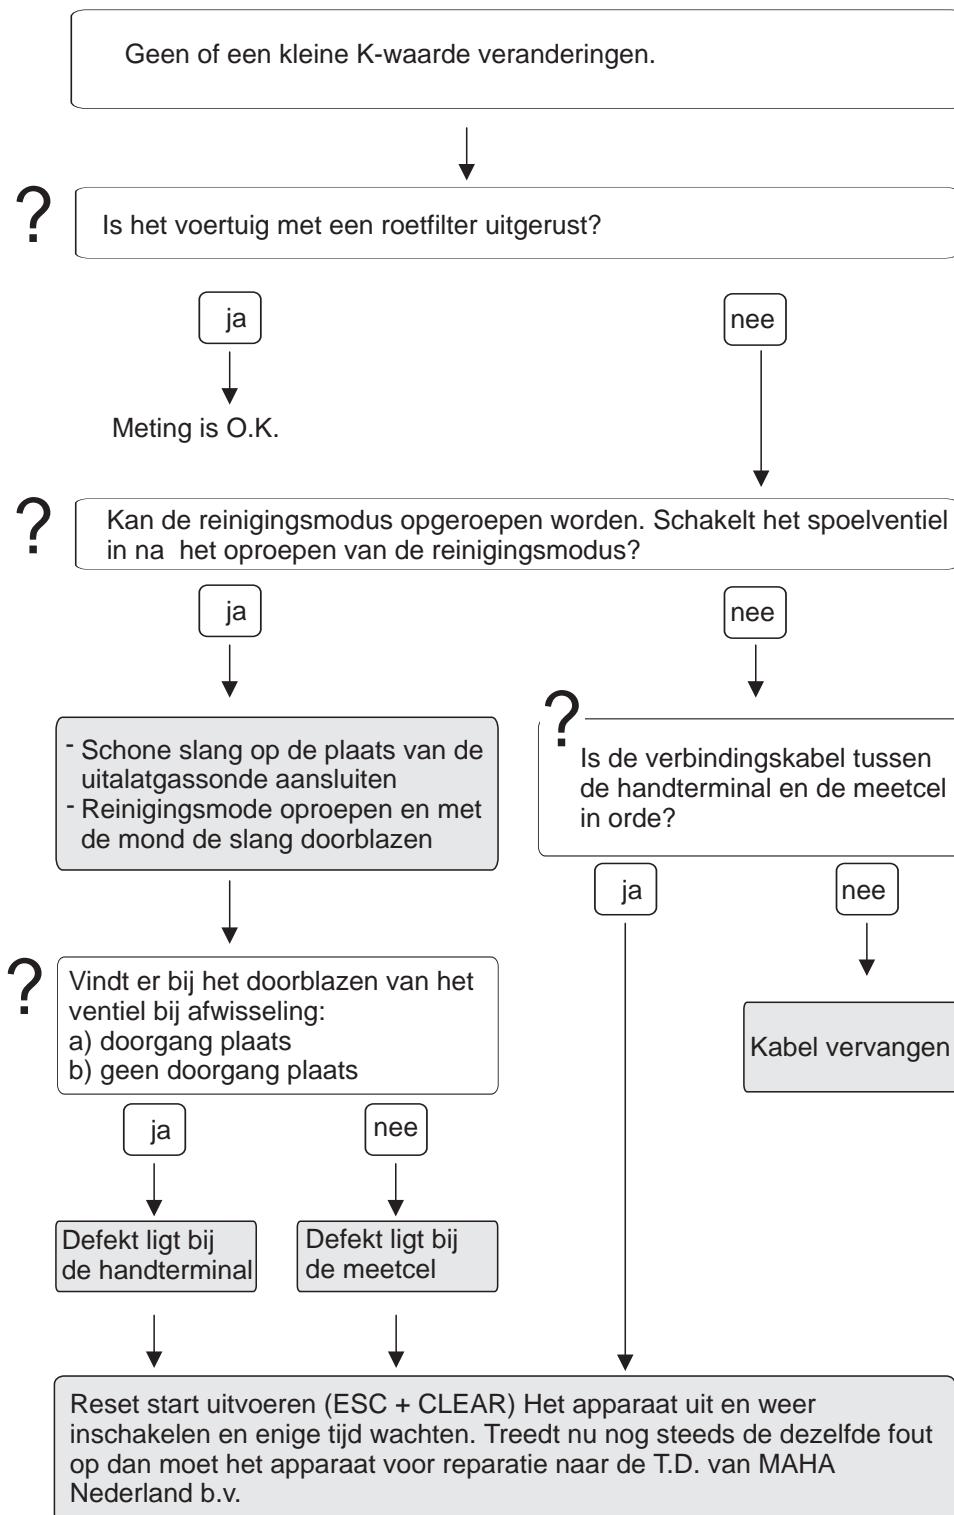 Geen of een kleine K-waarde veranderingen.
?
Is het voertuig met een roetfilter uitgerust?
ja
nee
Meting is O.K.
?
Kan de reinigingsmodus opgeroepen worden. Schakelt het spoelventiel
in na  het oproepen van de reinigingsmodus?
ja
nee
- Schone slang op de plaats van de
uitalatgassonde aansluiten
- Reinigingsmode oproepen en met
de mond de slang doorblazen
?
Is de verbindingskabel tussen
de handterminal en de meetcel
in orde?
ja
nee
?
Vindt er bij het doorblazen van het
ventiel bij afwisseling:
a) doorgang plaats
b) geen doorgang plaats
Kabel vervangen
ja
nee
Defekt ligt bij
de handterminal
Defekt ligt bij
de meetcel
Reset start uitvoeren (ESC + CLEAR) Het apparaat uit en weer
inschakelen en enige tijd wachten. Treedt nu nog steeds de dezelfde fout
op dan moet het apparaat voor reparatie naar de T.D. van MAHA
Nederland b.v.